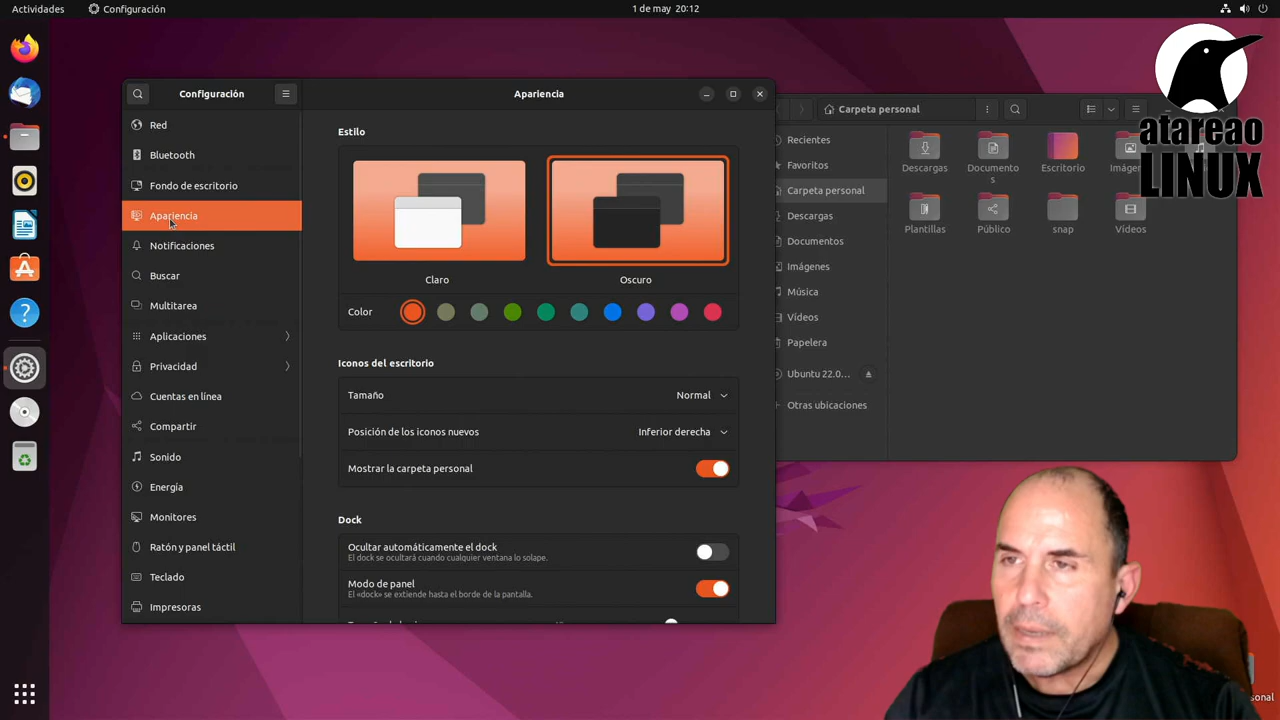 Actividades
Configuración
1 de may 20:12
Configuración
Apariencia
Red
Bluetooth
Fondo de escritorio
Apariencia
Notificaciones
Buscar
Multitarea
Aplicaciones
Privacidad
Cuentas en línea
Compartir
Sonido
Energía
Monitores
Ratón y panel táctil
Teclado
Impresoras
Estilo
Claro
Oscuro
Color
Iconos del escritorio
Tamaño
Normal
Posición de los iconos nuevos
Inferior derecha
Mostrar la carpeta personal
Dock
Ocultar automáticamente el dock
El dock se ocultará cuando cualquier ventana lo solape.
Modo de panel
El «dock» se extiende hasta el borde de la pantalla.
Carpeta personal
Recientes
Favoritos
Carpeta personal
Descargas
Documentos
Imágenes
Música
Vídeos
Papelera
Ubuntu 22.0...
Otras ubicaciones
Descargas
Documento
s
Escritorio
Imáge
Plantillas
Público
snap
Vídeos
atareao
LINUX
sonal